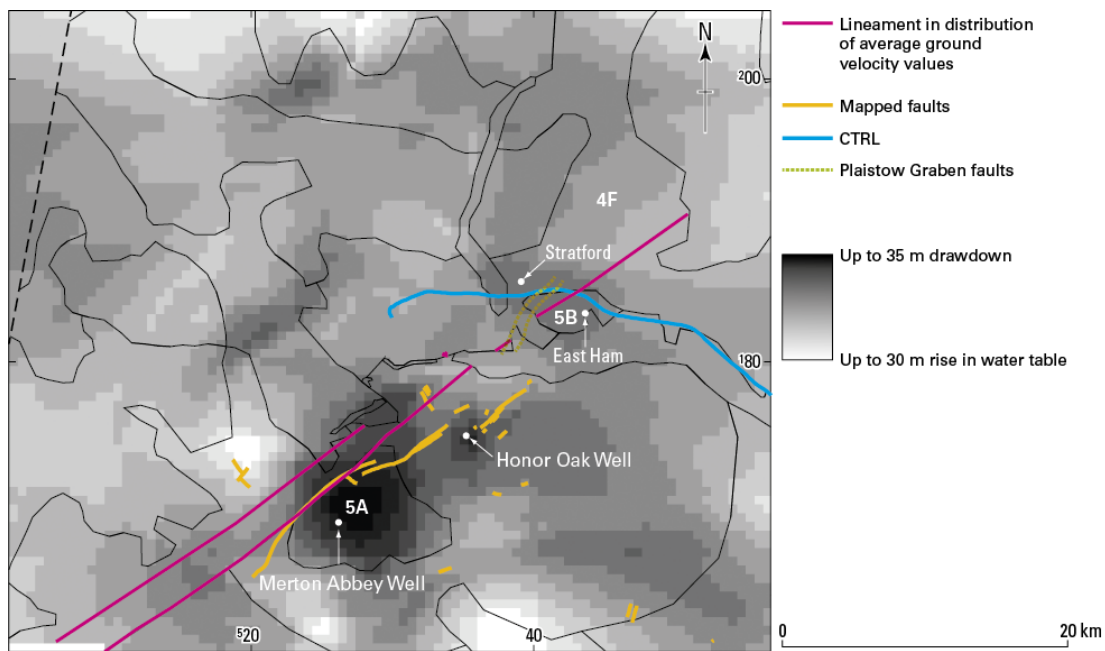 N
²00
4F
Stratford
5B
East Ham
180
Honor Oak Well
5A
Merton Abbey Well
⁵20
40
Lineament in distribution
of average ground
velocity values
Mapped faults
CTRL
Plaistow Graben faults
Up to 35 m drawdown
Up to 30 m rise in water table
0
20 km